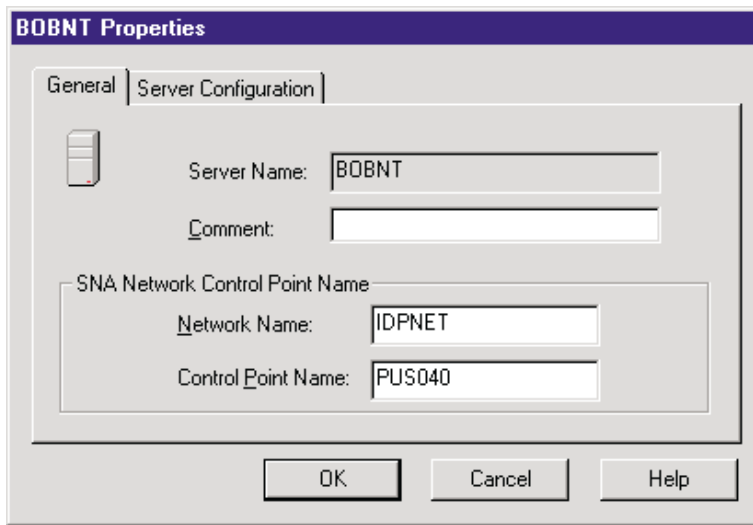 BOBNT Properties
General Server Configuration
Server Name: BOBNT
Comment:
SNA Network Control Point Name
Network Name: IDPNET
Control Point Name: PUS040
OK Cancel Help